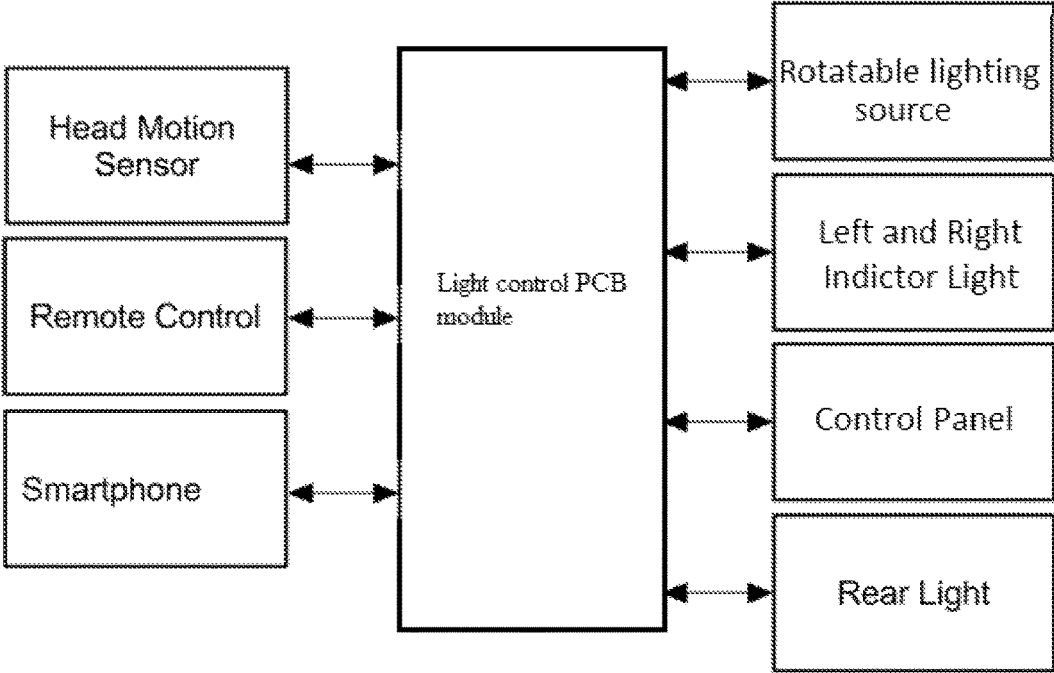 Head Motion
Sensor
Remote Control
Smartphone
Light control PCB
module
Rotatable lighting
source
Left and Right
Indictor Light
Control Panel
Rear Light